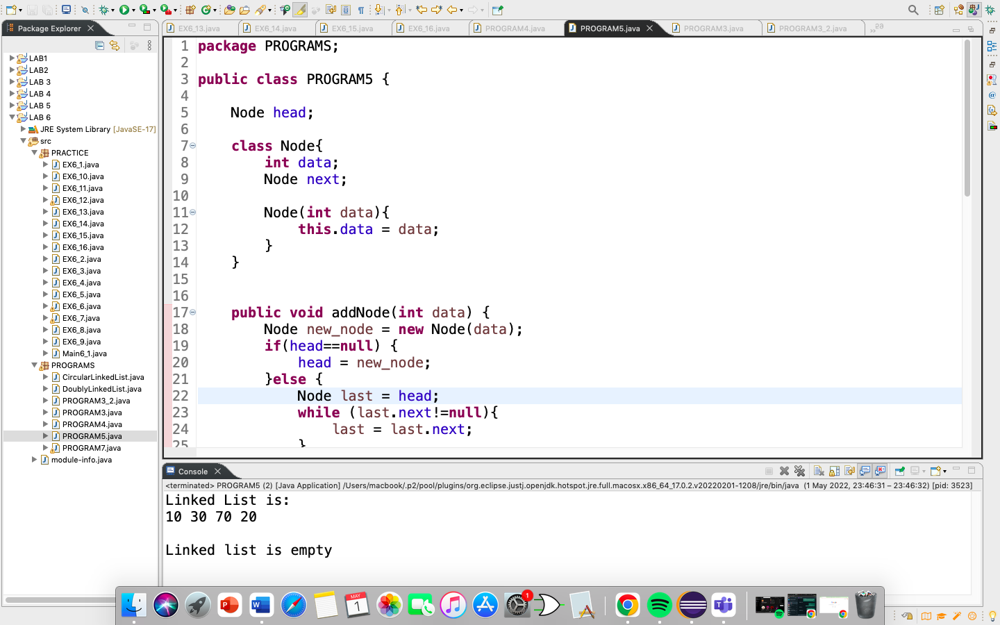 EX6_13.java
EX6_14.java
EX6_15.java
EX6_16.java
PROGRAM4.java
PROGRAM5.java
PROGRAM3.java
PROGRAM3_2.java
Package Explorer
LAB1
LAB2
LAB 3
LAB 4
LAB 5
LAB 6
JRE System Library [JavaSE-17]
src
PRACTICE
EX6_1.java
EX6_10.java
EX6_11.java
EX6_12.java
EX6_13.java
EX6_14.java
EX6_15.java
EX6_16.java
EX6_2.java
EX6_3.java
EX6_4.java
EX6_5.java
EX6_6.java
EX6_7.java
EX6_8.java
EX6_9.java
Main6_1.java
PROGRAMS
CircularLinkedList.java
DoublyLinkedList.java
PROGRAM3_2.java
PROGRAM3.java
PROGRAM4.java
PROGRAM5.java
PROGRAM7.java
module-info.java
1 package PROGRAMS;
2
3 public class PROGRAM5 {
4
5 Node head;
6
7 class Node{
8 int data;
9 Node next;
10
11 Node(int data){
12 this.data = data;
13 }
14 }
15
16
17 public void addNode(int data) {
18 Node new_node = new Node(data);
19 if(head==null) {
20 head = new_node;
21 }else {
22 Node last = head;
23 while (last.next!=null){
24 last = last.next;
25 }
Console
<terminated> PROGRAM5 (2) [Java Application] /Users/macbook/.p2/pool/plugins/org.eclipse.justj.openjdk.hotspot.jre.full.macosx.x86_64_17.0.2.v20220201-1208/jre/bin/java (1 May 2022, 23:46:31 – 23:46:32) [pid: 3523]
Linked List is:
10 30 70 20
Linked list is empty
MAY
1
1